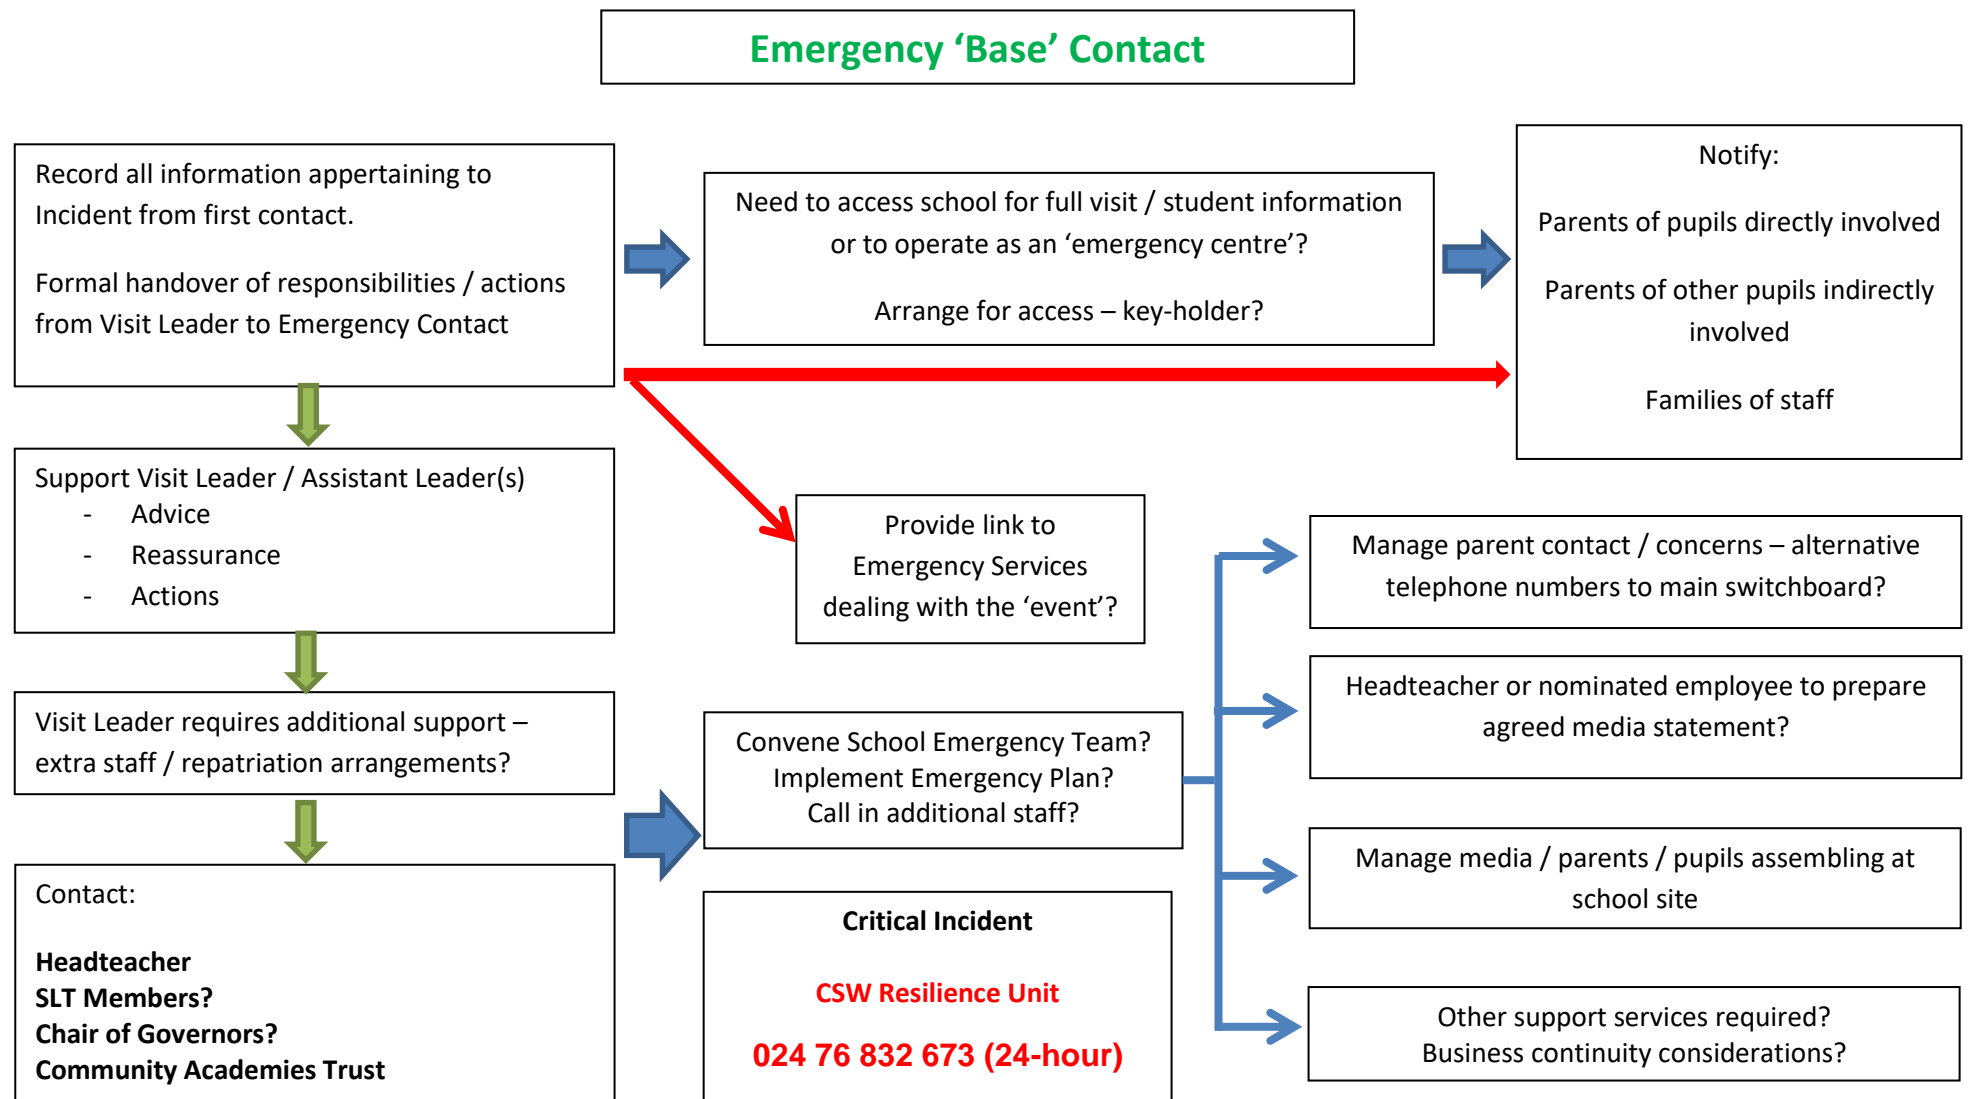 Emergency ‘Base’ Contact
Record all information appertaining to
Incident from first contact.
Formal handover of responsibilities / actions
from Visit Leader to Emergency Contact
Need to access school for full visit / student information
or to operate as an ‘emergency centre’?
Arrange for access – key-holder?
Notify:
Parents of pupils directly involved
Parents of other pupils indirectly
involved
Families of staff
Support Visit Leader / Assistant Leader(s)
- Advice
- Reassurance
- Actions
Provide link to
Emergency Services
dealing with the ‘event’?
Visit Leader requires additional support –
extra staff / repatriation arrangements?
Contact:
Headteacher
SLT Members?
Chair of Governors?
Community Academies Trust
Convene School Emergency Team?
Implement Emergency Plan?
Call in additional staff?
Critical Incident
CSW Resilience Unit
024 76 832 673 (24-hour)
Manage parent contact / concerns – alternative
telephone numbers to main switchboard?
Headteacher or nominated employee to prepare
agreed media statement?
Manage media / parents / pupils assembling at
school site
Other support services required?
Business continuity considerations?